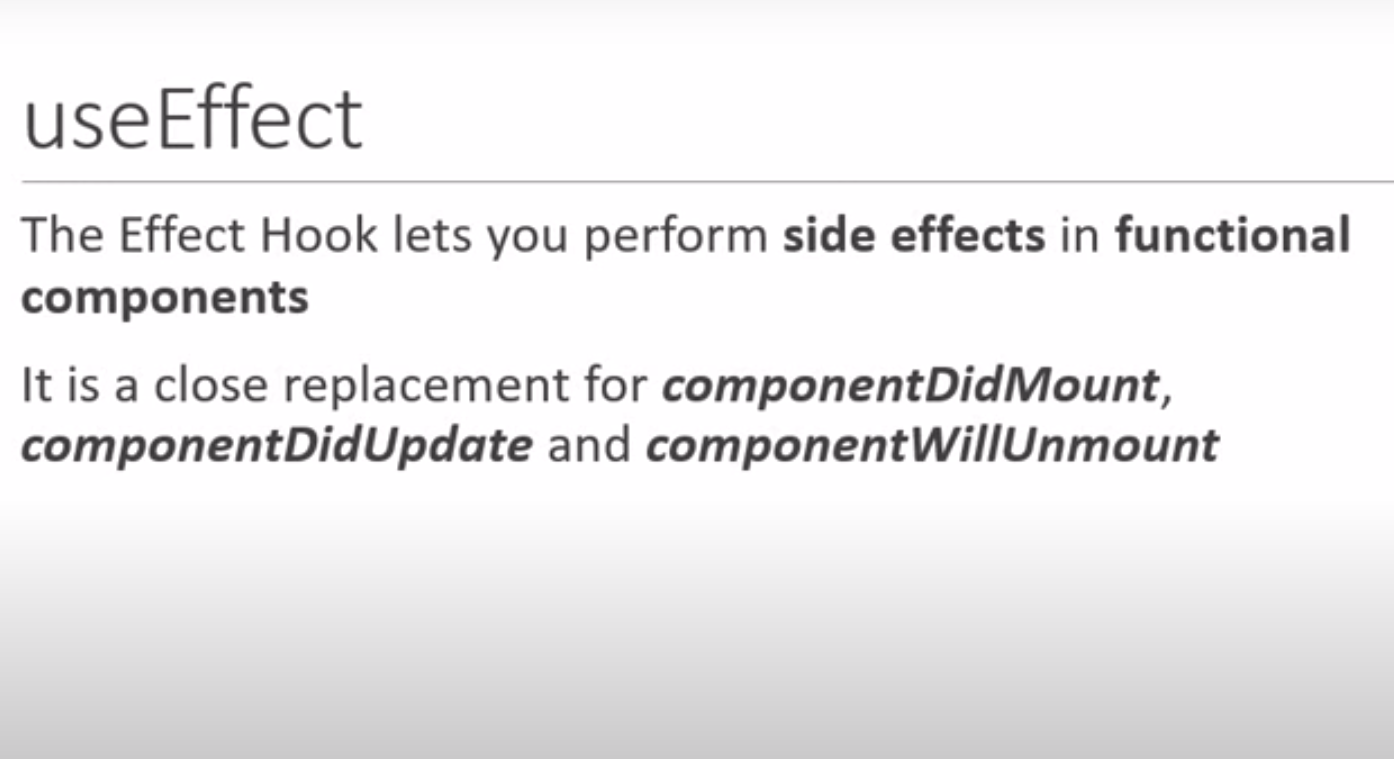 useEffect
The Effect Hook lets you perform side effects in functional
components
It is a close replacement for componentDidMount,
componentDidUpdate and componentWillUnmount